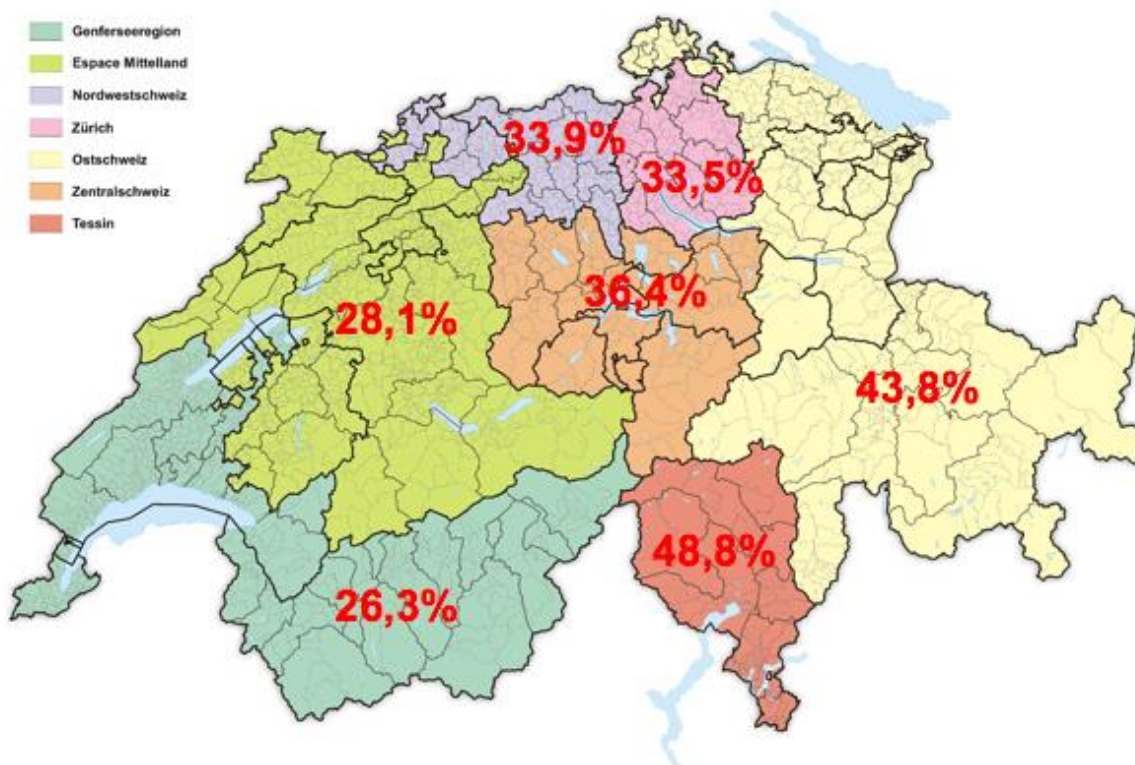 Genferseeregion
Espace Mittelland
Nordwestschweiz
Zürich
Ostschweiz
Zentralschweiz
Tessin
33,9%
33,5%
36,4%
28,1%
43,8%
48,8%
26,3%